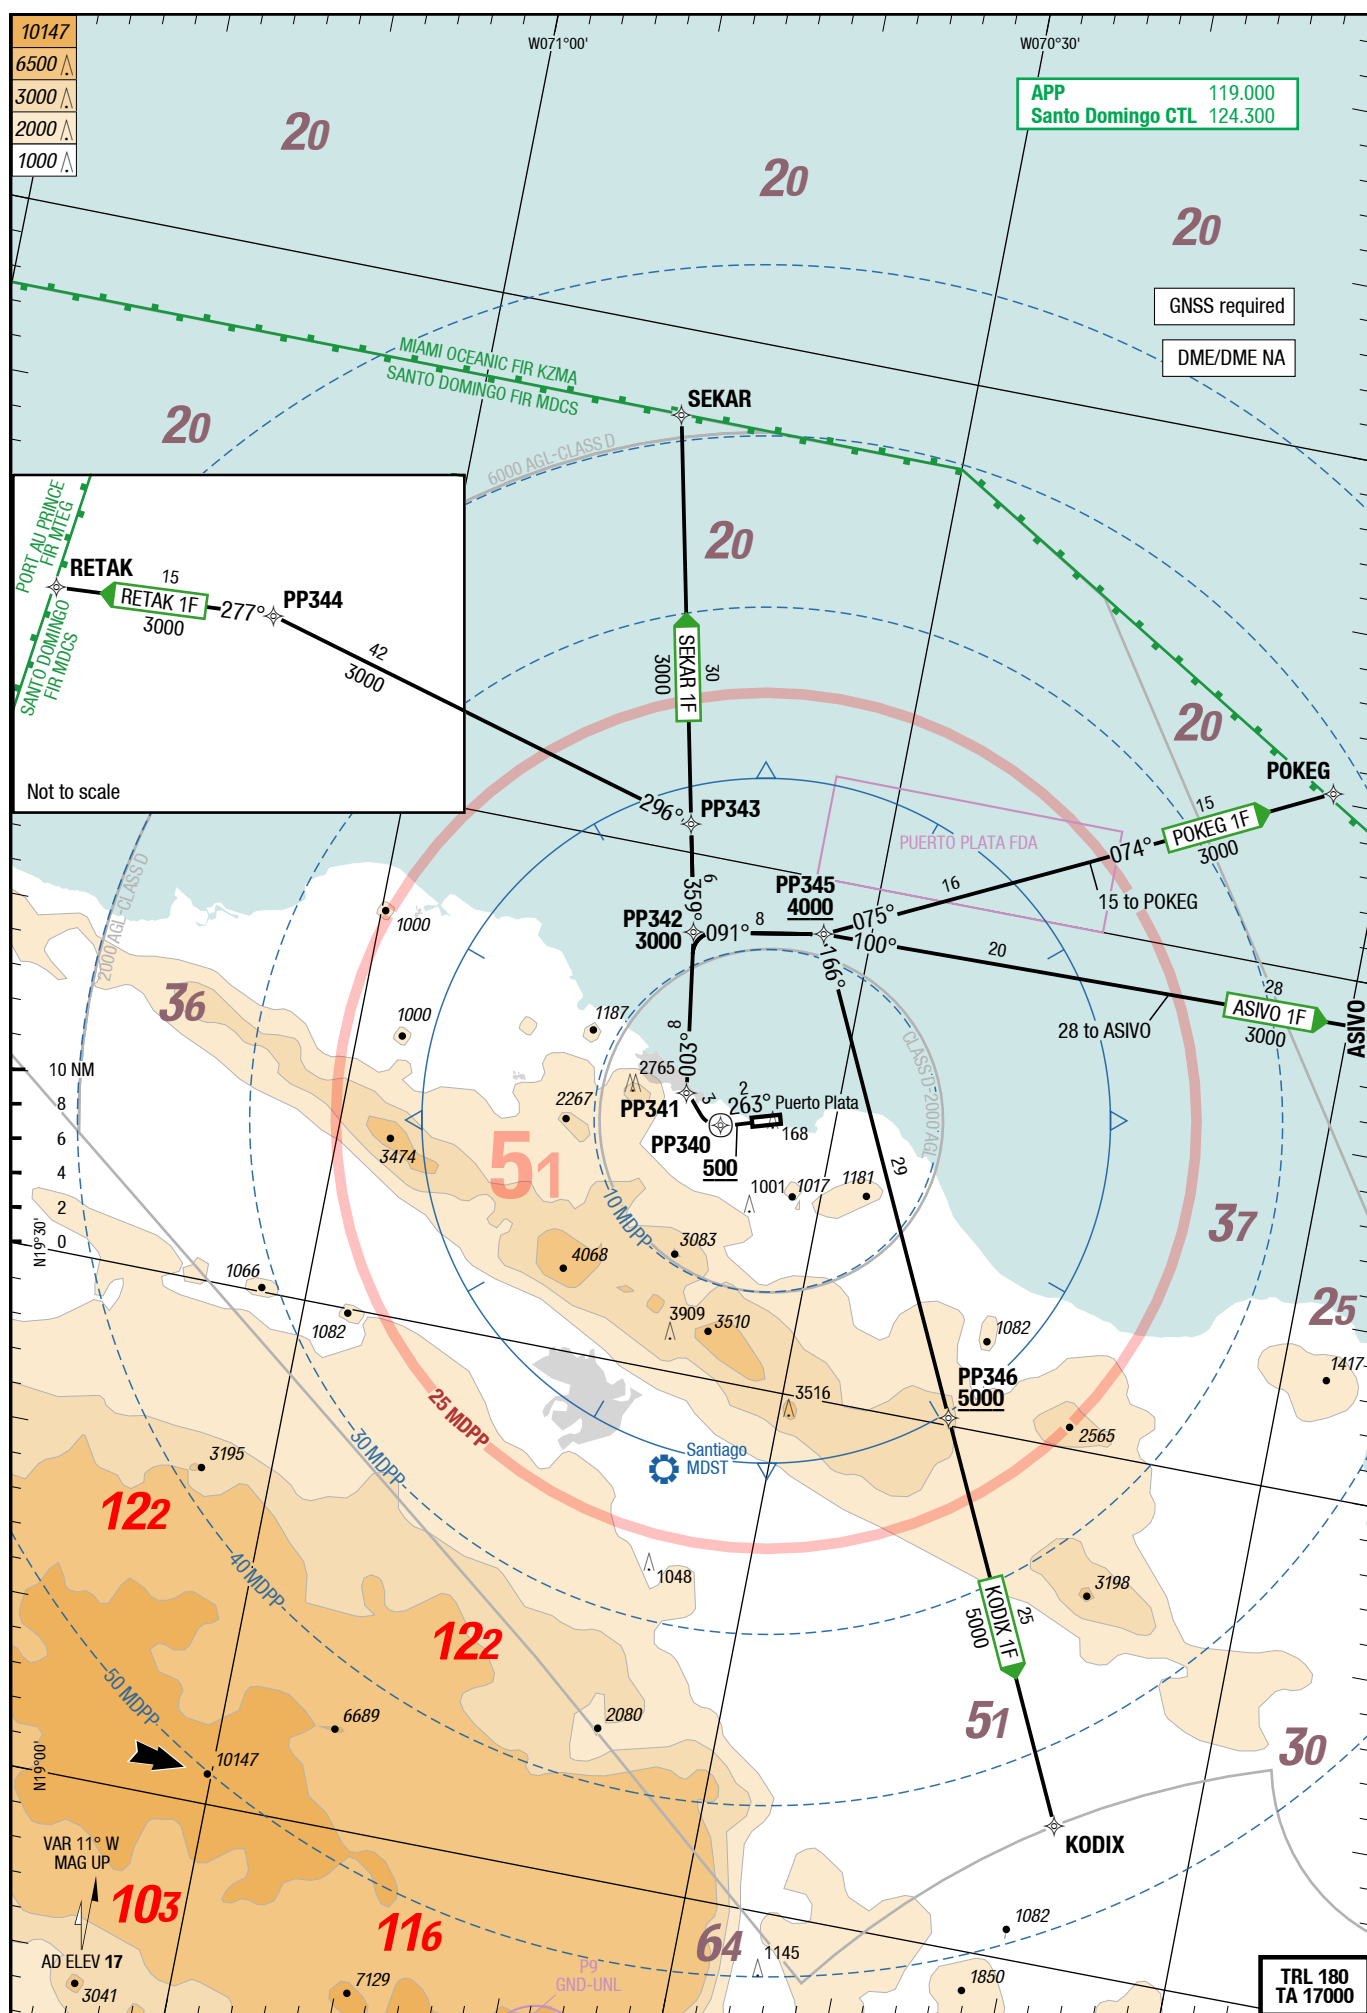 10147
6500
3000
2000
1000
W071°00'
W070°30'
APP 119.000
Santo Domingo CTL 124.300
20
20
20
GNSS required
DME/DME NA
MIAMI OCEANIC FIR KZMA
SANTO DOMINGO FIR MDCS
SEKAR
20
6000 AGL-CLASS D
20
PORT AU PRINCE
FIR MTEG
RETAK
15
RETAK 1F
3000
277°
PP344
SANTO DOMINGO
FIR MDCS
42
3000
Not to scale
SEKAR 1F
30
3000
20
POKEG
296°
PP343
15
POKEG 1F
3000
074°
PUERTO PLATA FDA
2000 AGL-CLASS D
6
359°
PP345
4000
16
15 to POKEG
075°
PP342
3000
091°
8
100°
20
166°
28
ASIVO 1F
3000
28 to ASIVO
ASIVO
1000
36
1000
1187
8
003°
CLASS D 2000 AGL
10 NM
8
6
4
2
0
2765
2267
PP341
3
2
263°
Puerto Plata
168
PP340
500
3474
51
29
1001
1017
1181
10 MDPP
37
N19°30'
3083
4068
1066
1082
3909
3510
1082
25
1417
PP346
5000
3516
2565
25 MDPP
30 MDPP
Santiago
MDST
3195
122
40 MDPP
1048
3198
KODIX 1F
25
5000
122
50 MDPP
6689
2080
51
30
10147
N19°00'
KODIX
VAR 11° W
MAG UP
103
116
64
1082
AD ELEV 17
3041
7129
P9
GND-UNL
1145
1850
TRL 180
TA 17000